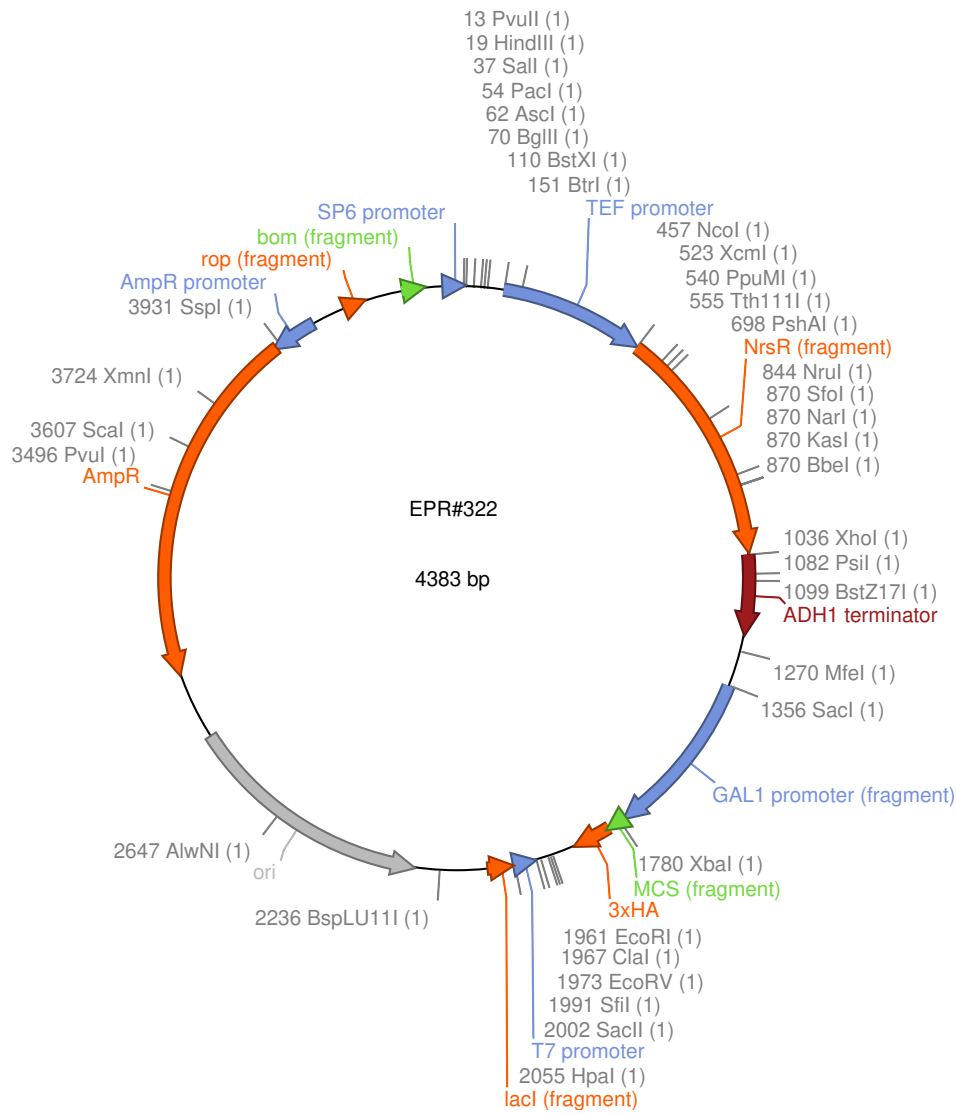 13 PvuII (1)
19 HindIII (1)
37 SalI (1)
54 PacI (1)
62 AscI (1)
70 BglII (1)
110 BstXI (1)
151 BtrI (1)
TEF promoter
457 NcoI (1)
523 XcmI (1)
540 PpuMI (1)
555 Tth111I (1)
698 PshAI (1)
NrsR (fragment)
844 NruI (1)
870 SfoI (1)
870 NarI (1)
870 KasI (1)
870 BbeI (1)
1036 XhoI (1)
1082 PsiI (1)
1099 BstZ17I (1)
ADH1 terminator
1270 MfeI (1)
1356 SacI (1)
GAL1 promoter (fragment)
1780 XbaI (1)
MCS (fragment)
3xHA
1961 EcoRI (1)
1967 ClaI (1)
1973 EcoRV (1)
1991 SfiI (1)
2002 SacII (1)
T7 promoter
2055 HpaI (1)
lacI (fragment)
2236 BspLU11I (1)
ori
2647 AlwNI (1)
AmpR
3496 PvuI (1)
3607 ScaI (1)
3724 XmnI (1)
3931 SspI (1)
AmpR promoter
rop (fragment)
bom (fragment)
SP6 promoter
EPR#322
4383 bp